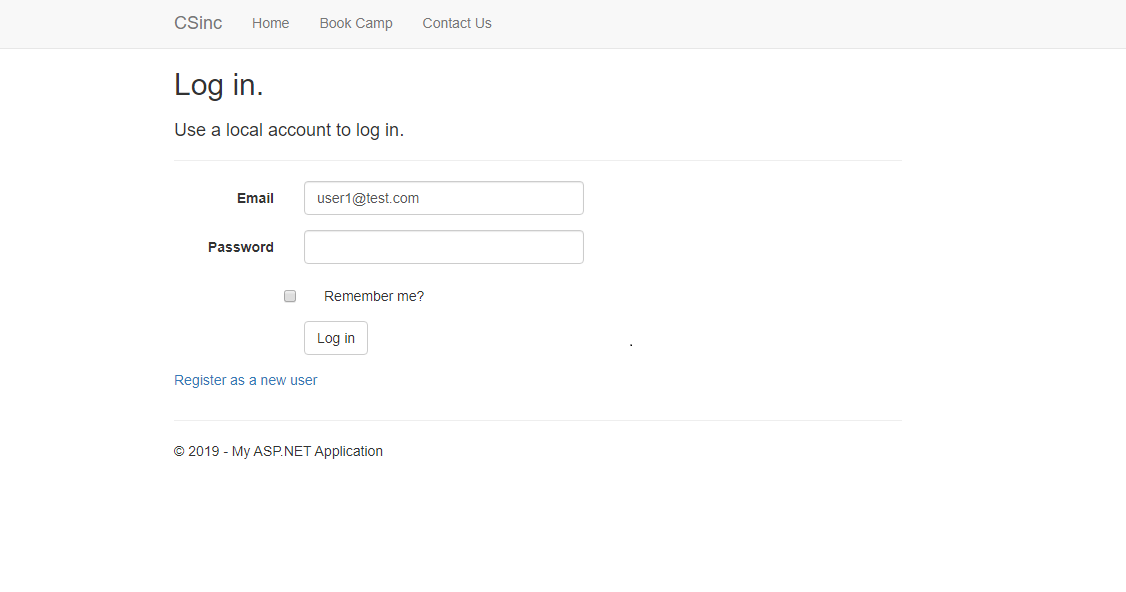 CSinc Home Book Camp Contact Us
Log in.
Use a local account to log in.
Email user1@test.com
Password
Remember me?
Log in .
Register as a new user
© 2019 - My ASP.NET Application